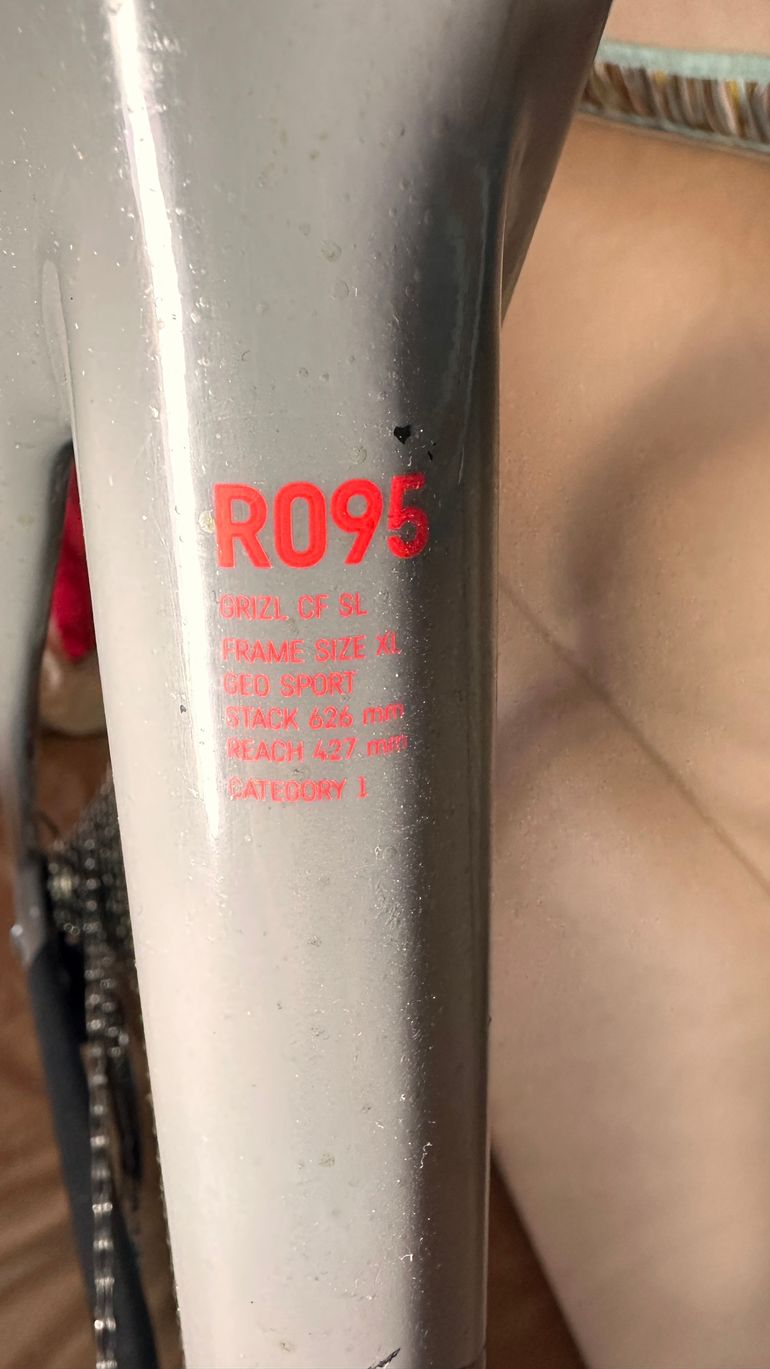 R095
GRIZL CF SL
FRAME SIZE XL
GEO SPORT
STACK 626 mm
REACH 427 mm
CATEGORY 1